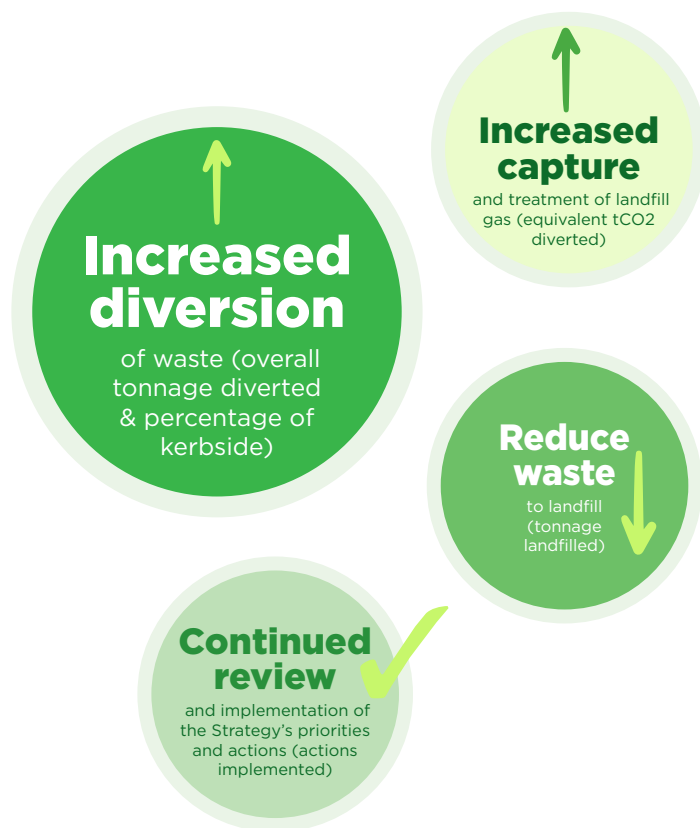 Increased
diversion
of waste (overall
tonnage diverted
& percentage of
kerbside)
Increased
capture
and treatment of landfill
gas (equivalent tCO2
diverted)
Reduce
waste
to landfill
(tonnage
landfilled)
Continued
review
and implementation of
the Strategy’s priorities
and actions (actions
implemented)